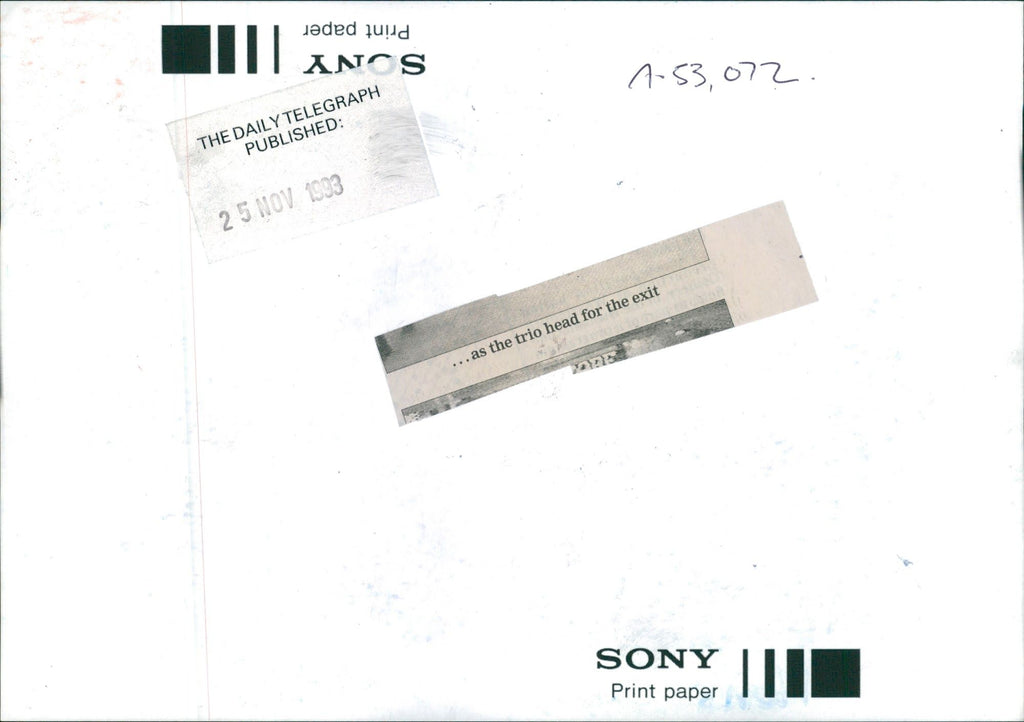 Print paper
SONY
A-53,072.
THE DAILY TELEGRAPH
PUBLISHED:
25 NOV 1993
...as the trio head for the exit
SONY
Print paper